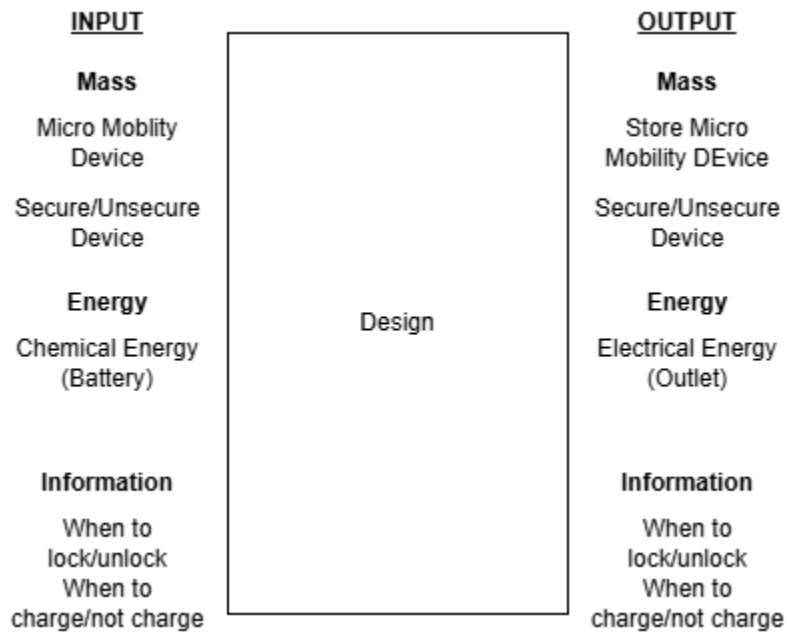 INPUT
Mass
Micro Moblity
Device
Secure/Unsecure
Device
Energy
Chemical Energy
(Battery)
Information
When to
lock/unlock
When to
charge/not charge
Design
OUTPUT
Mass
Store Micro
Mobility DEvice
Secure/Unsecure
Device
Energy
Electrical Energy
(Outlet)
Information
When to
lock/unlock
When to
charge/not charge